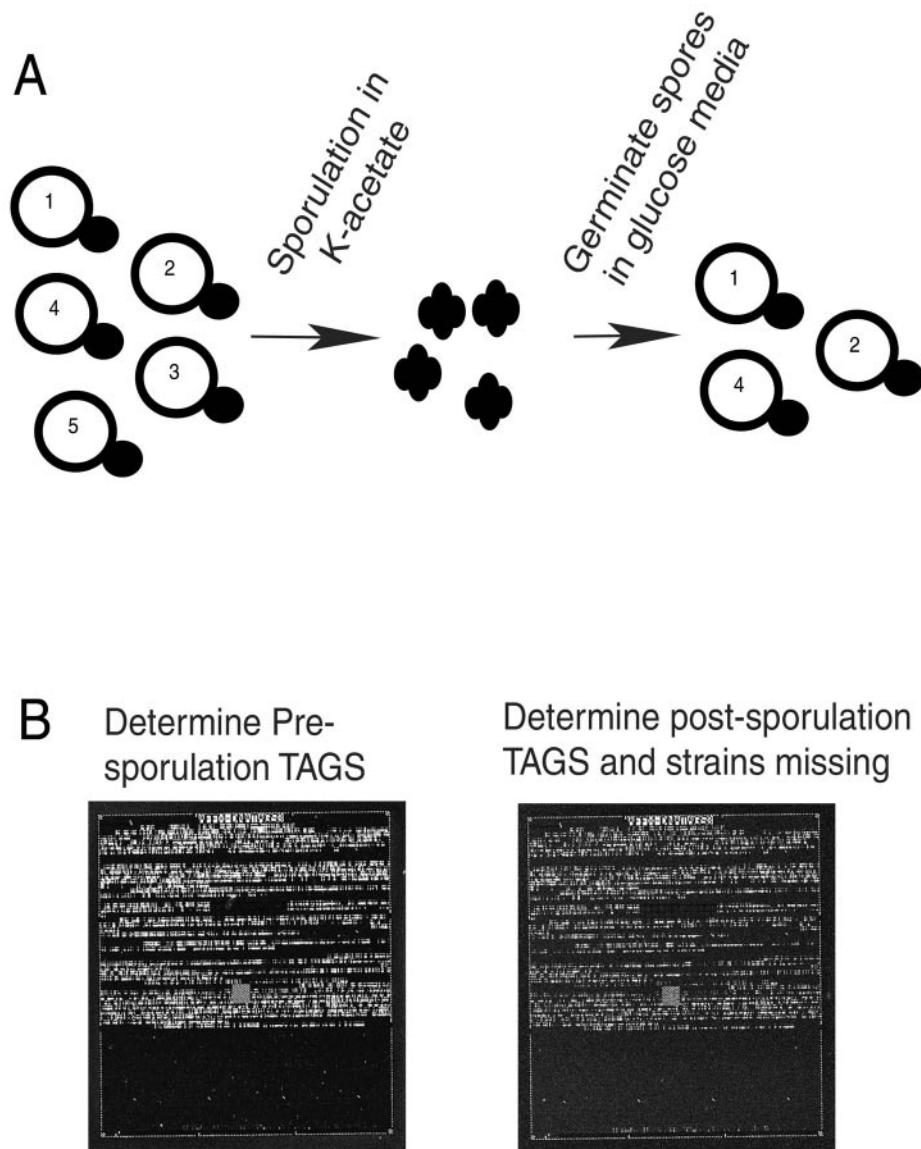 A
Sporulation in
K-acetate
Germinate spores
in glucose media
1
2
4
3
5
1
2
4
B
Determine Pre-
sporulation TAGS
Determine post-sporulation
TAGS and strains missing